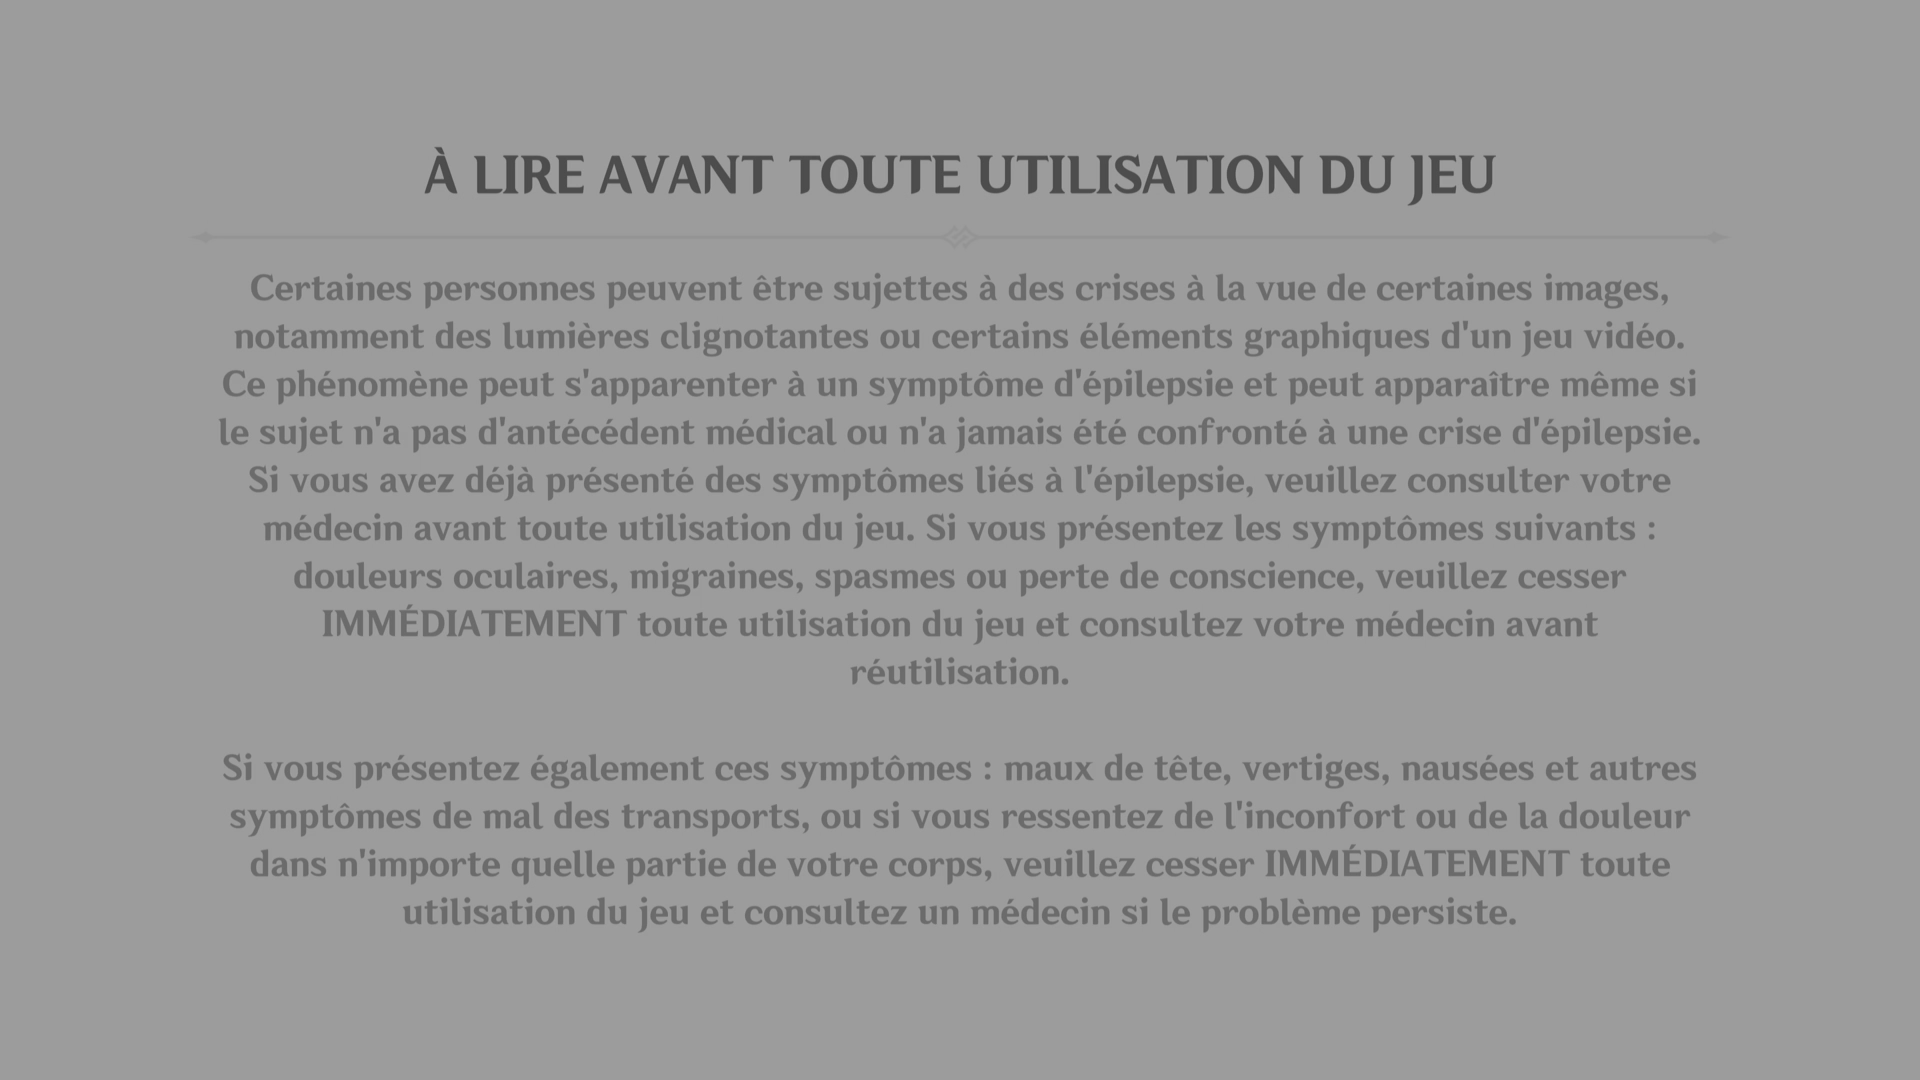 À LIRE AVANT TOUTE UTILISATION DU JEU
Certaines personnes peuvent être sujettes à des crises à la vue de certaines images,
notamment des lumières clignotantes ou certains éléments graphiques d'un jeu vidéo.
Ce phénomène peut s'apparenter à un symptôme d'épilepsie et peut apparaître même si
le sujet n'a pas d'antécédent médical ou n'a jamais été confronté à une crise d'épilepsie.
Si vous avez déjà présenté des symptômes liés à l'épilepsie, veuillez consulter votre
médecin avant toute utilisation du jeu. Si vous présentez les symptômes suivants :
douleurs oculaires, migraines, spasmes ou perte de conscience, veuillez cesser
IMMÉDIATEMENT toute utilisation du jeu et consultez votre médecin avant
réutilisation.
Si vous présentez également ces symptômes : maux de tête, vertiges, nausées et autres
symptômes de mal des transports, ou si vous ressentez de l'inconfort ou de la douleur
dans n'importe quelle partie de votre corps, veuillez cesser IMMÉDIATEMENT toute
utilisation du jeu et consultez un médecin si le problème persiste.